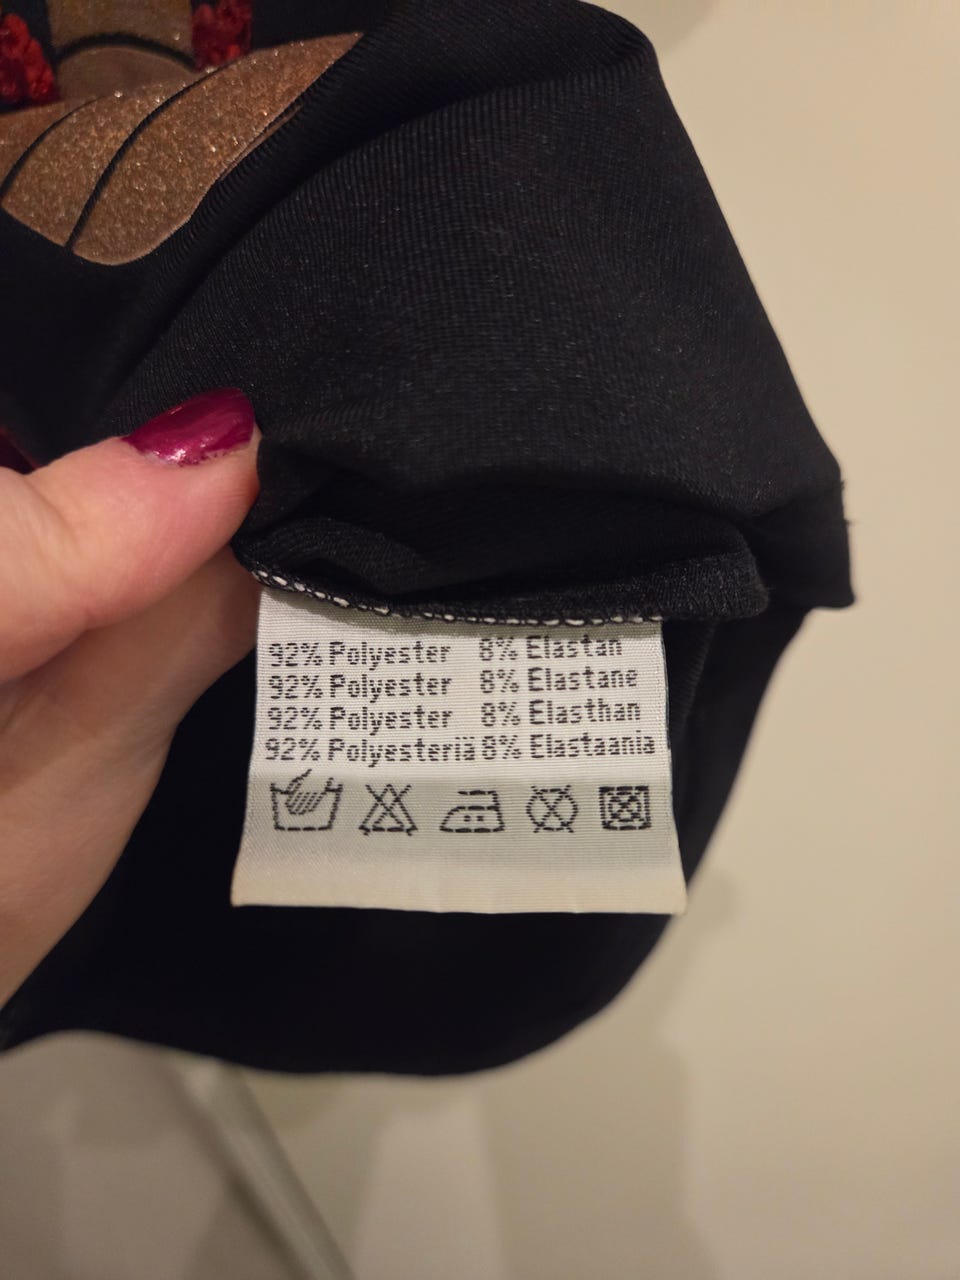 92% Polyester 8% Elastan
92% Polyester 8% Elastane
92% Polyester 8% Elasthan
92% Polyesteriä 8% Elastaania